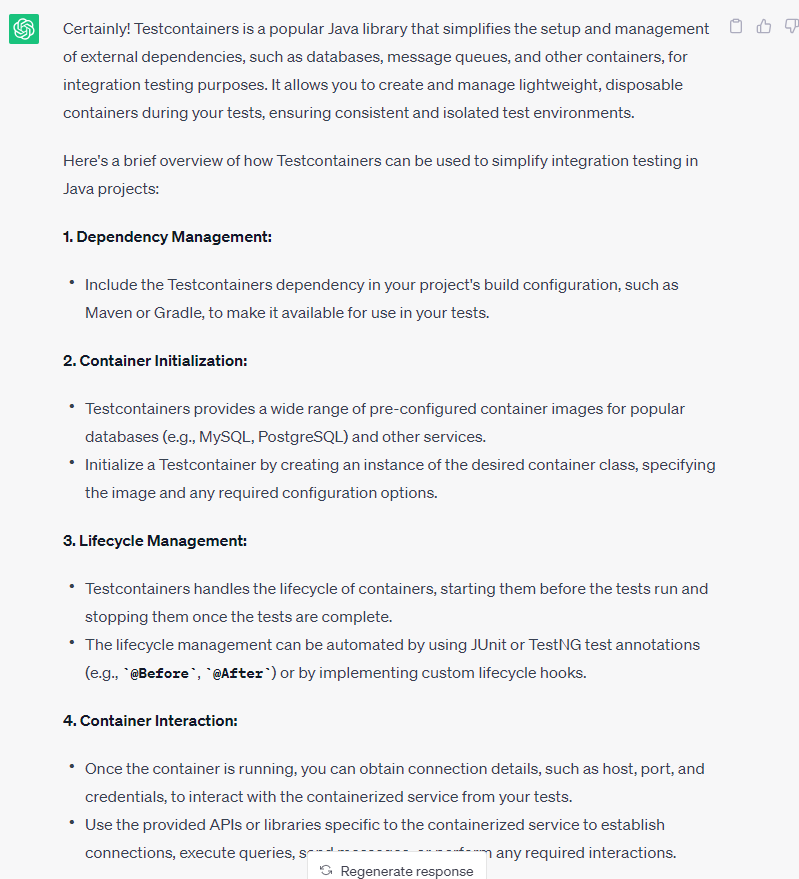 Certainly! Testcontainers is a popular Java library that simplifies the setup and management
of external dependencies, such as databases, message queues, and other containers, for
integration testing purposes. It allows you to create and manage lightweight, disposable
containers during your tests, ensuring consistent and isolated test environments.
Here's a brief overview of how Testcontainers can be used to simplify integration testing in
Java projects:
1. Dependency Management:
• Include the Testcontainers dependency in your project's build configuration, such as
Maven or Gradle, to make it available for use in your tests.
2. Container Initialization:
• Testcontainers provides a wide range of pre-configured container images for popular
databases (e.g., MySQL, PostgreSQL) and other services.
• Initialize a Testcontainer by creating an instance of the desired container class, specifying
the image and any required configuration options.
3. Lifecycle Management:
• Testcontainers handles the lifecycle of containers, starting them before the tests run and
stopping them once the tests are complete.
• The lifecycle management can be automated by using JUnit or TestNG test annotations
(e.g., `@Before`, `@After`) or by implementing custom lifecycle hooks.
4. Container Interaction:
• Once the container is running, you can obtain connection details, such as host, port, and
credentials, to interact with the containerized service from your tests.
• Use the provided APIs or libraries specific to the containerized service to establish
connections, execute queries, send messages, or perform any required interactions.
Regenerate response